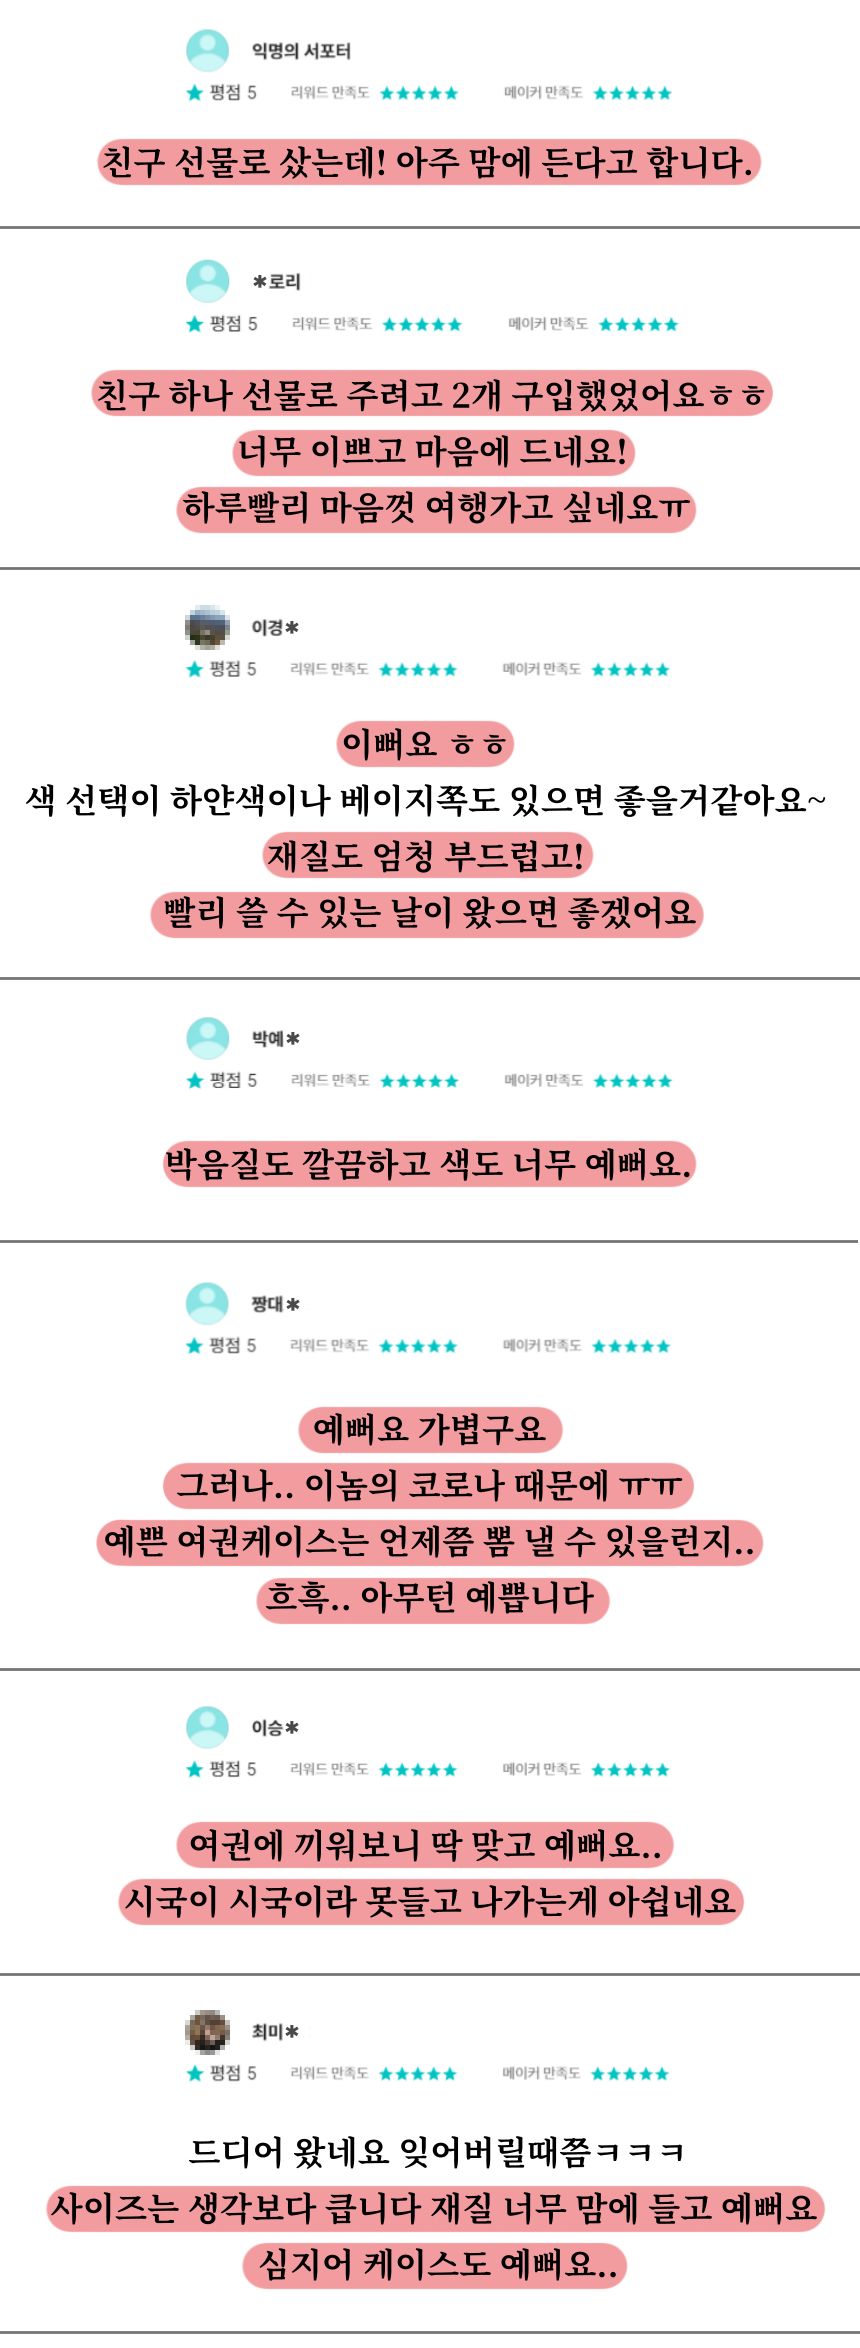 익명의 서포터
★ 평점 5 리워드 만족도 ★★★★★ 메이커 만족도 ★★★★★
친구 선물로 샀는데! 아주 맘에 든다고 합니다.
*로리
★ 평점 5 리워드 만족도 ★★★★★ 메이커 만족도 ★★★★★
친구 하나 선물로 주려고 2개 구입했었어요ㅎㅎ
너무 이쁘고 마음에 드네요!
하루빨리 마음껏 여행가고 싶네요ㅠ
이경*
★ 평점 5 리워드 만족도 ★★★★★ 메이커 만족도 ★★★★★
이뻐요 ㅎㅎ
색 선택이 하얀색이나 베이지쪽도 있으면 좋을거같아요~
재질도 엄청 부드럽고!
빨리 쓸 수 있는 날이 왔으면 좋겠어요
박예*
★ 평점 5 리워드 만족도 ★★★★★ 메이커 만족도 ★★★★★
박음질도 깔끔하고 색도 너무 예뻐요.
짱대*
★ 평점 5 리워드 만족도 ★★★★★ 메이커 만족도 ★★★★★
예뻐요 가볍구요
그러나.. 이놈의 코로나 때문에 ㅠㅠ
예쁜 여권케이스는 언제쯤 뽐 낼 수 있을런지..
흐흑.. 아무턴 예쁩니다
이승*
★ 평점 5 리워드 만족도 ★★★★★ 메이커 만족도 ★★★★★
여권에 끼워보니 딱 맞고 예뻐요..
시국이 시국이라 못들고 나가는게 아쉽네요
최미*
★ 평점 5 리워드 만족도 ★★★★★ 메이커 만족도 ★★★★★
드디어 왔네요 잊어버릴때쯤ㅋㅋㅋ
사이즈는 생각보다 큽니다 재질 너무 맘에 들고 예뻐요
심지어 케이스도 예뻐요..